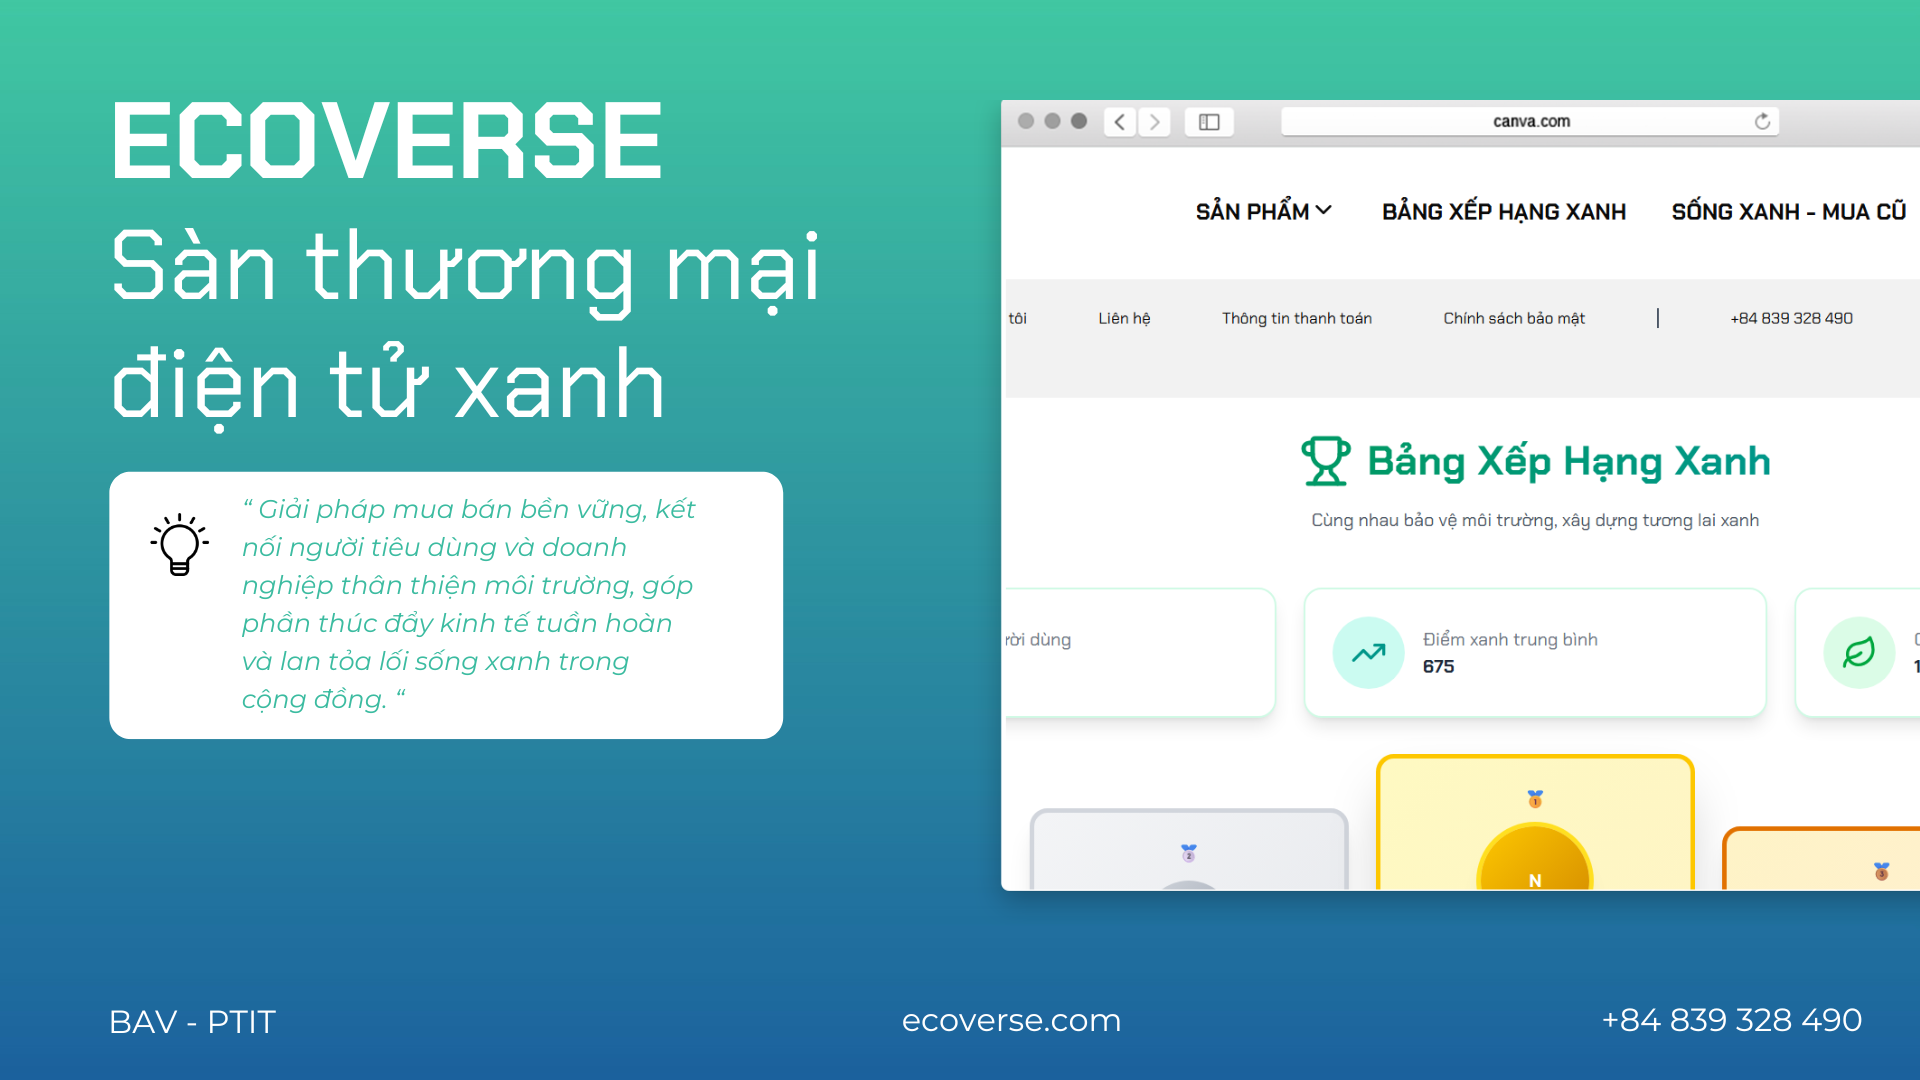 ECOVERSE
Sàn thương mại
điện tử xanh
“ Giải pháp mua bán bền vững, kết
nối người tiêu dùng và doanh
nghiệp thân thiện môi trường, góp
phần thúc đẩy kinh tế tuần hoàn
và lan tỏa lối sống xanh trong
cộng đồng. “
canva.com
SẢN PHẨM BẢNG XẾP HẠNG XANH SỐNG XANH - MUA CŨ
tôi Liên hệ Thông tin thanh toán Chính sách bảo mật | +84 839 328 490
Bảng Xếp Hạng Xanh
Cùng nhau bảo vệ môi trường, xây dựng tương lai xanh
dùng Điểm xanh trung bình
675
2 1 3
N
BAV - PTIT ecoverse.com +84 839 328 490